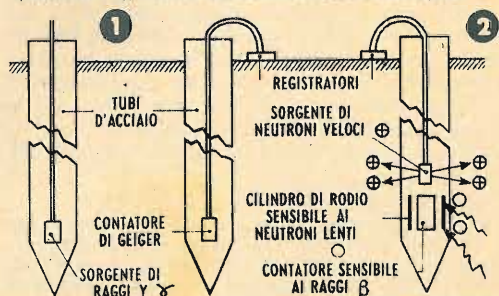 1
2
REGISTRATORI
TUBI
D'ACCIAIO
SORGENTE DI
NEUTRONI VELOCI ⊕
⊕ ⊕
⊕ ⊕
CONTATORE
DI GEIGER
CILINDRO DI RODIO
SENSIBILE AI
NEUTRONI LENTI
○
SORGENTE DI
RAGGI Y γ
CONTATORE SENSIBILE
AI RAGGI β